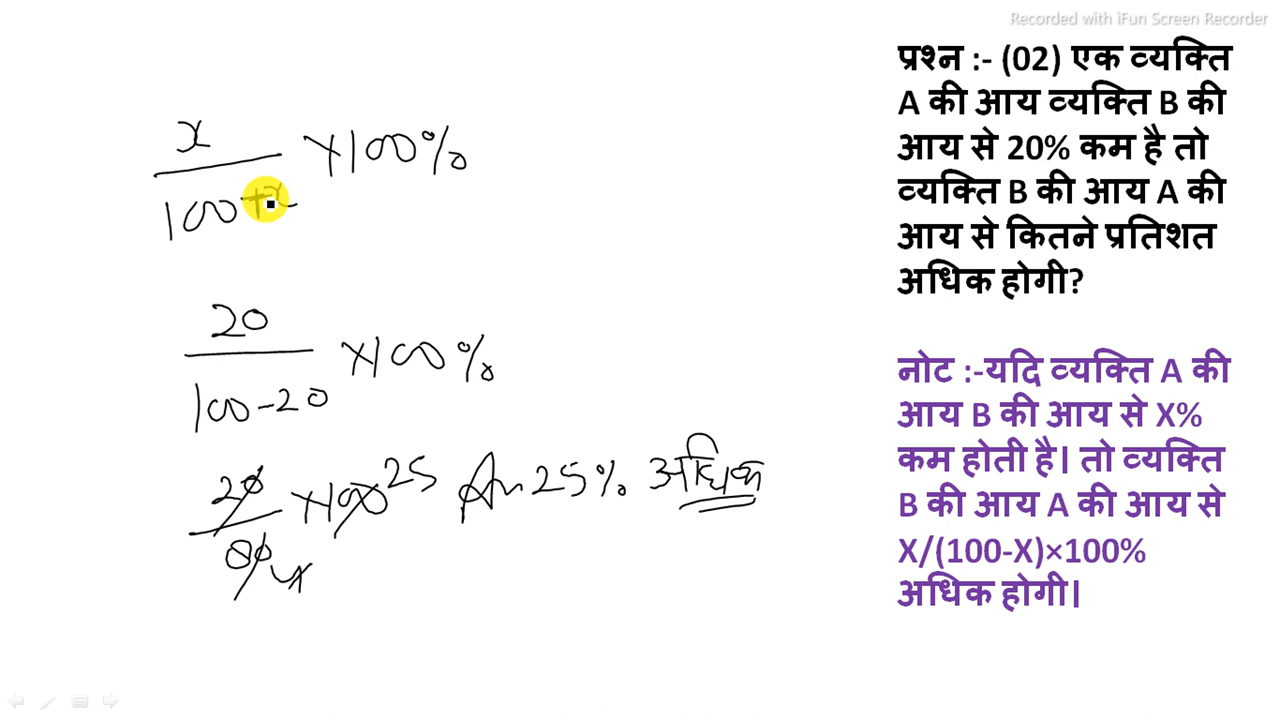 Recorded with iFun Screen Recorder
x
100+x ×100%
20
100-20 ×100%
20
80 ×100 25 An 25% अधिक
4
प्रश्न :- (02) एक व्यक्ति
A की आय व्यक्ति B की
आय से 20% कम है तो
व्यक्ति B की आय A की
आय से कितने प्रतिशत
अधिक होगी?
नोट :-यदि व्यक्ति A की
आय B की आय से X%
कम होती है। तो व्यक्ति
B की आय A की आय से
X/(100-X)×100%
अधिक होगी।